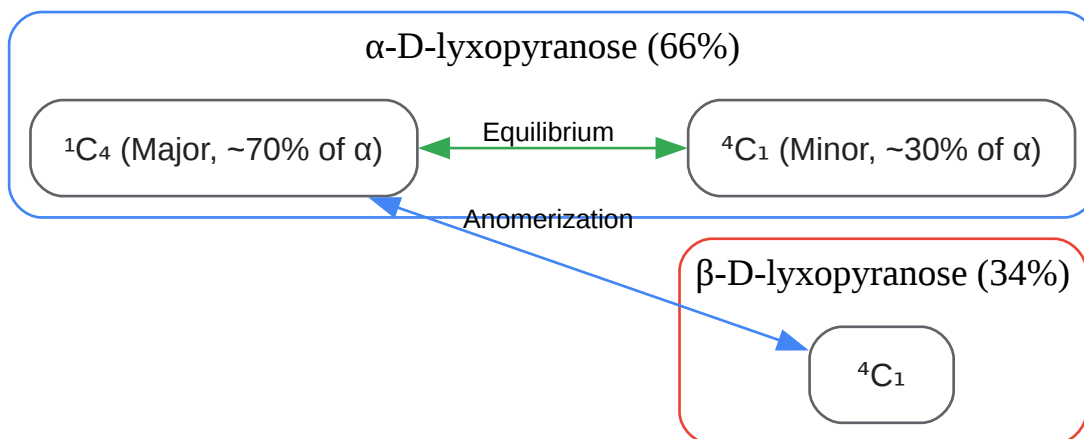 α-D-lyxopyranose (66%)
¹C₄ (Major, ~70% of α)
Equilibrium
⁴C₁ (Minor, ~30% of α)
Anomerization
β-D-lyxopyranose (34%)
⁴C₁